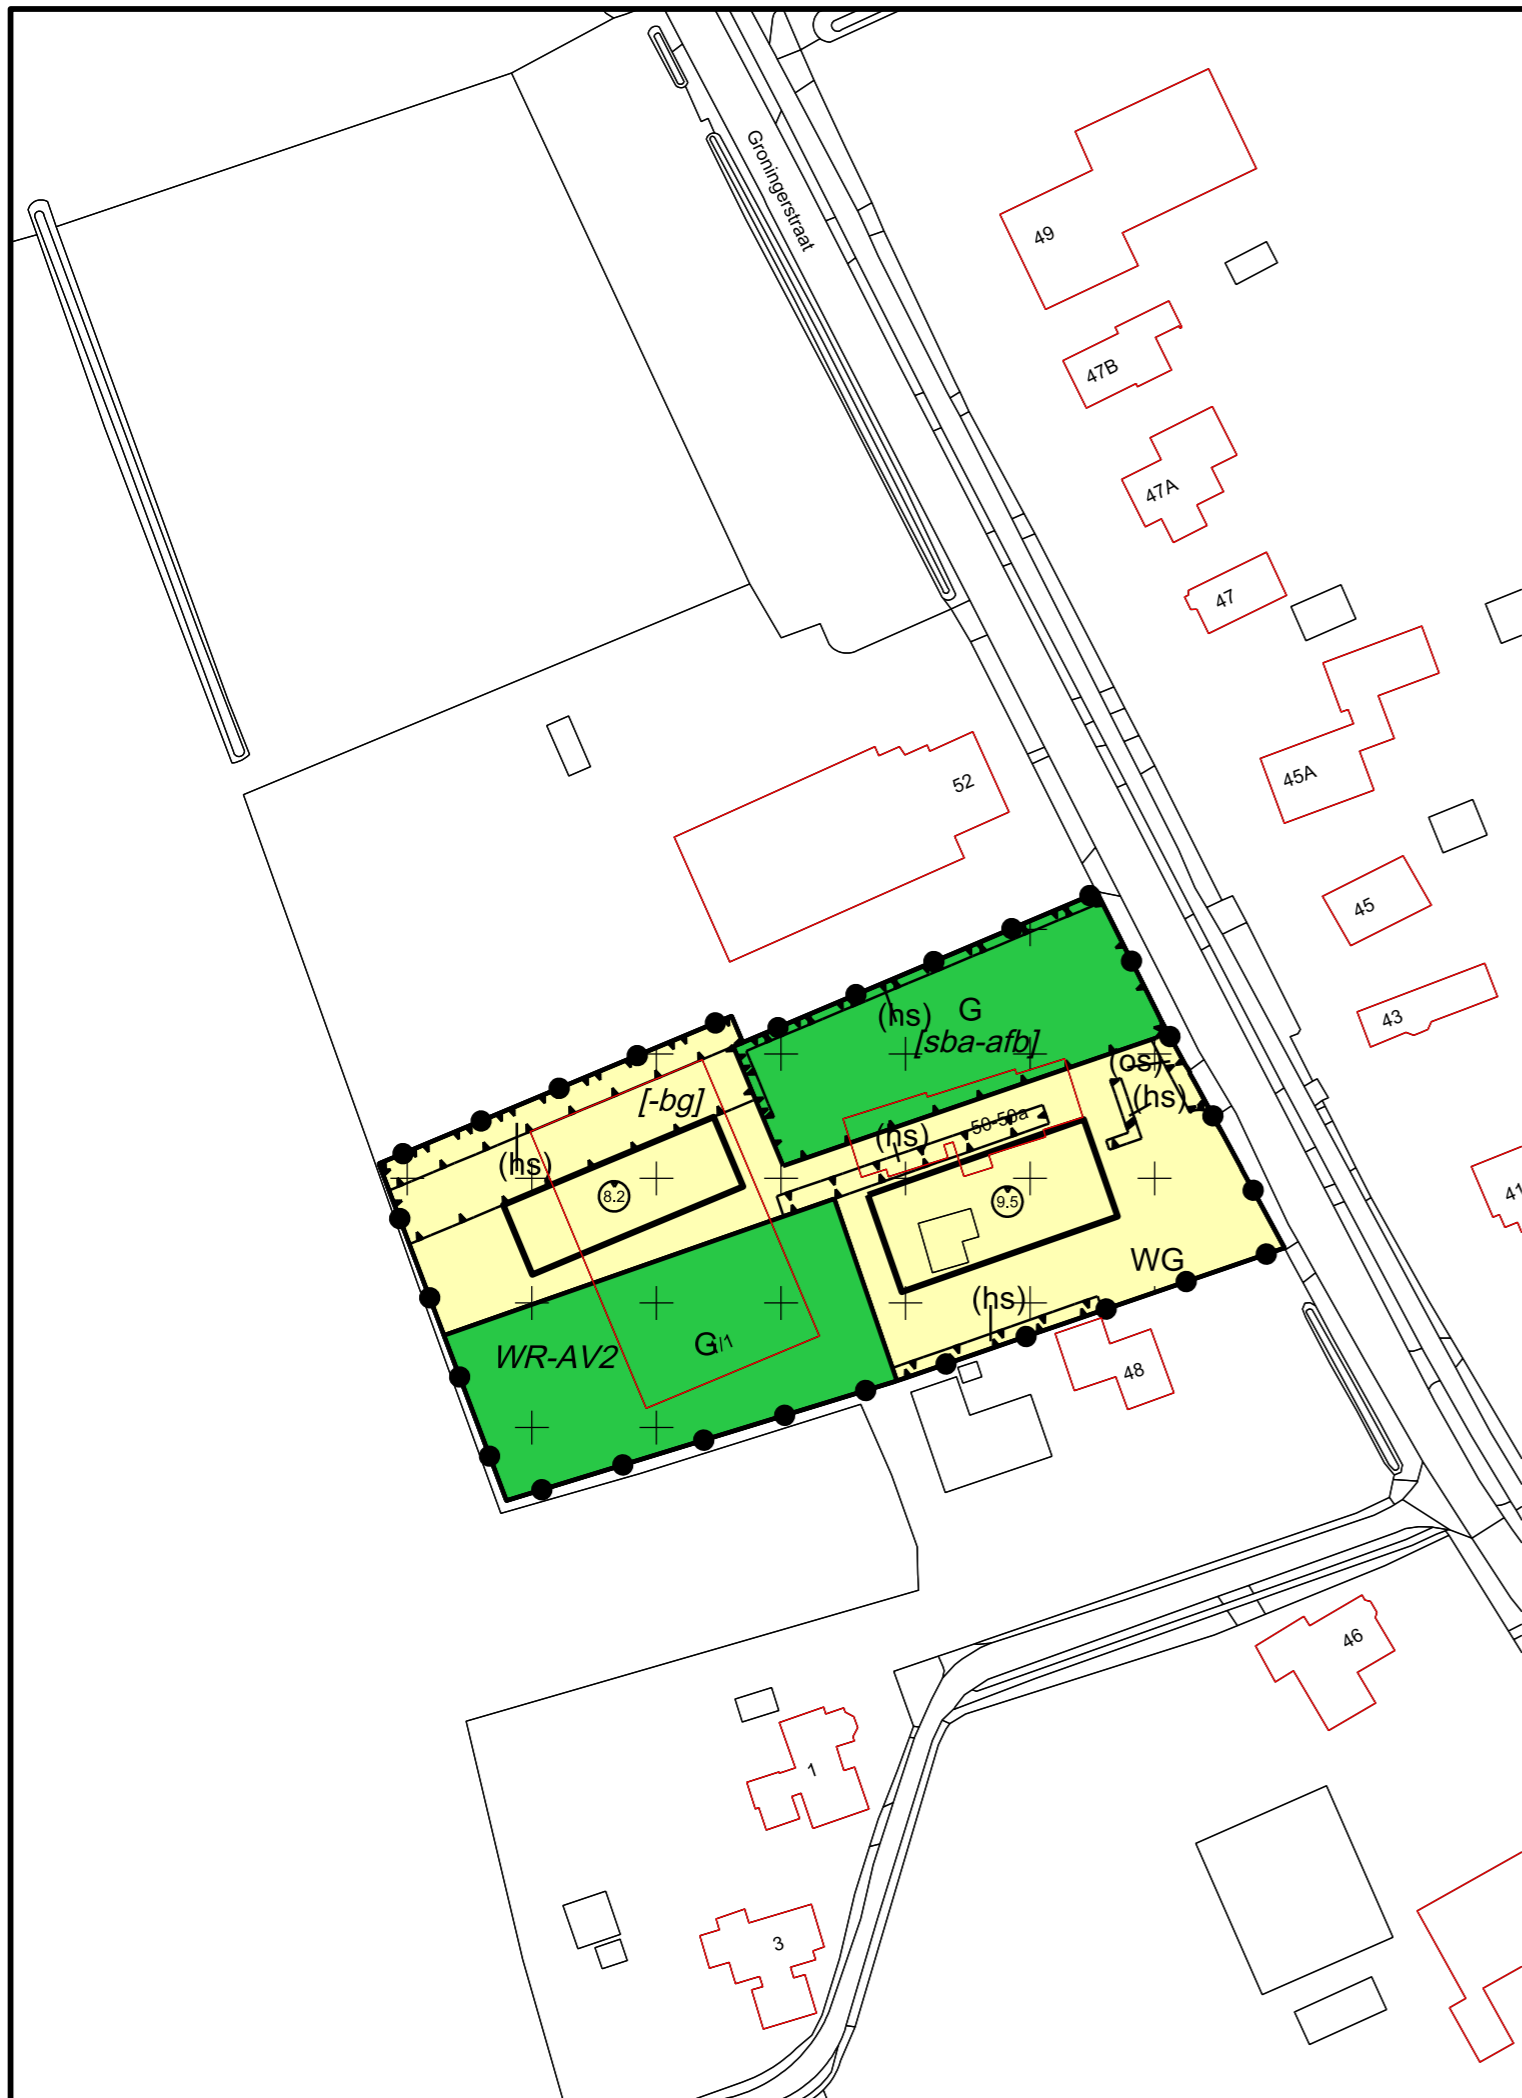 Groningerstraat
49
47B
47A
47
45A
52
45
43
(hs)
G
[sba-afb]
(os)
[-bg]
(hs)
50-50a
(hs)
(hs)
8.2
9.5
41
WG
(hs)
WR-AV2
G
/1
48
46
1
3